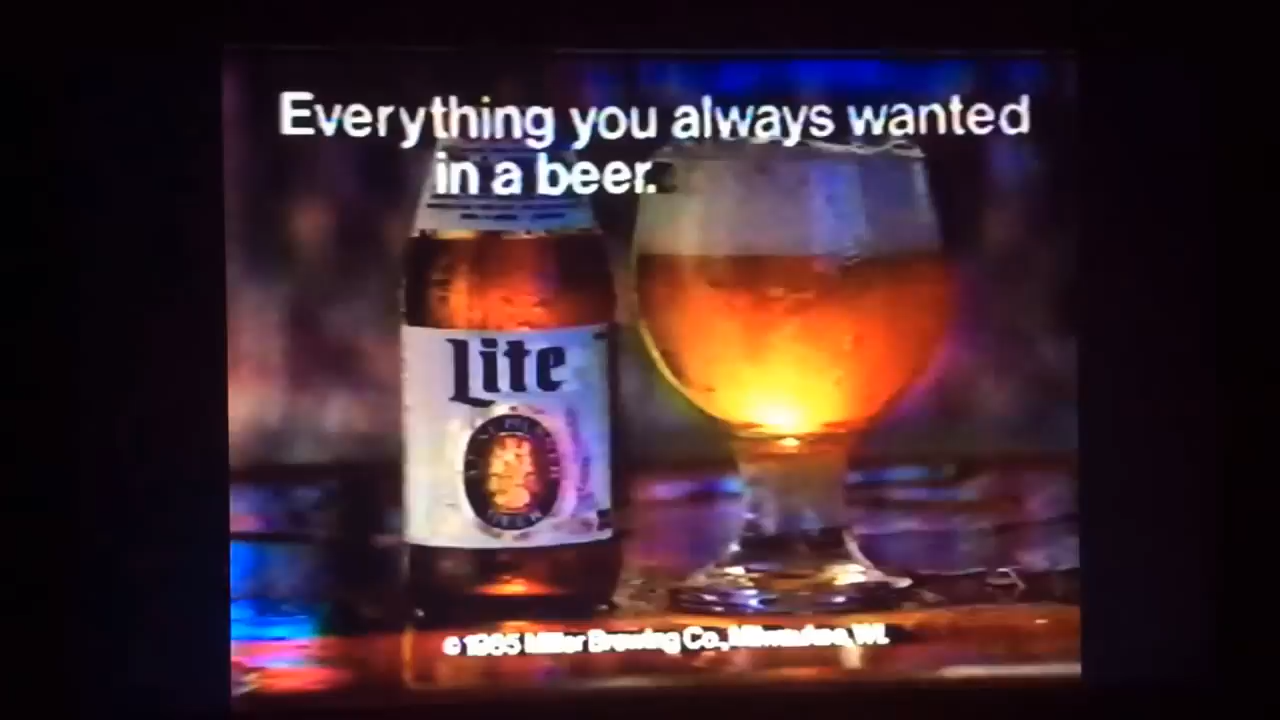 Everything you always wanted
in a beer.
Lite
© 1985 Miller Brewing Co., Milwaukee, WI.